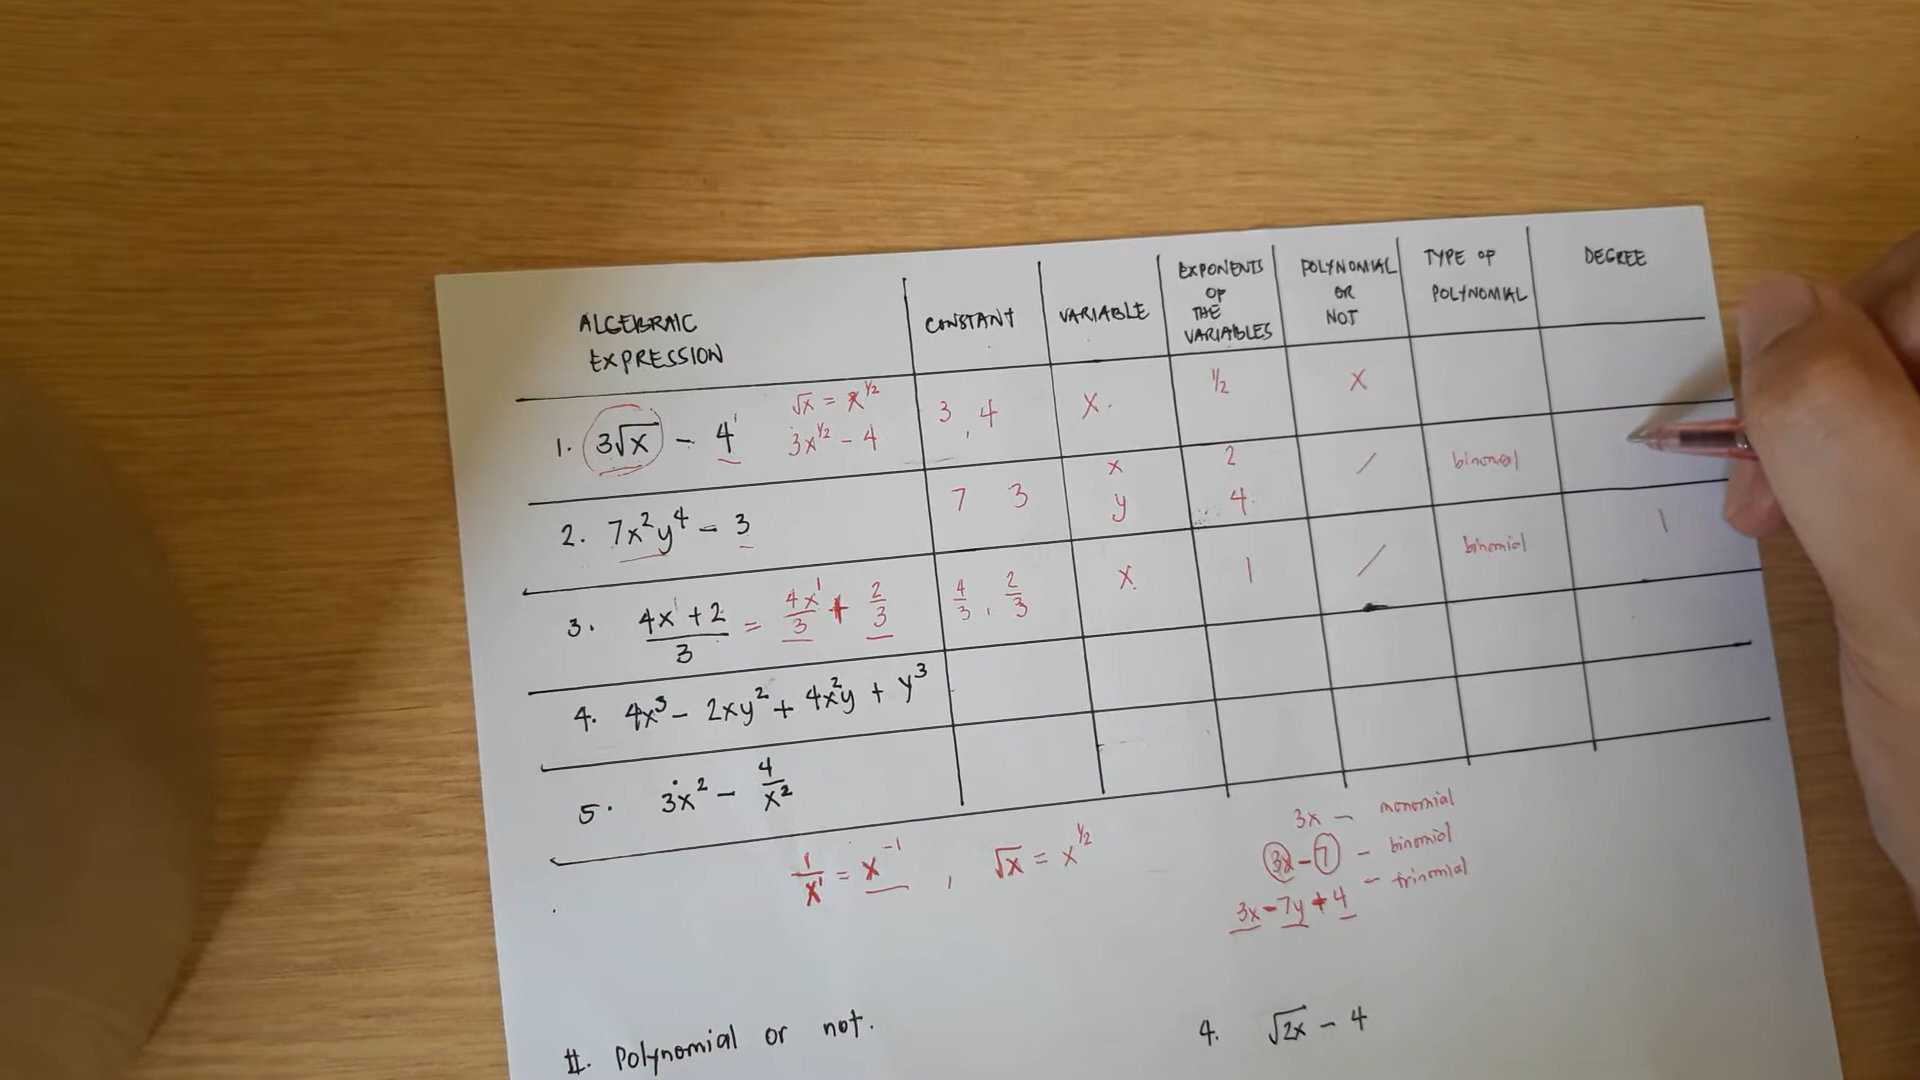 ALGEBRAIC EXPRESSION | CONSTANT | VARIABLE | EXPONENTS OF THE VARIABLES | POLYNOMIAL OR NOT | TYPE OF POLYNOMIAL | DEGREE
√x = x^1/2
1. 3√x - 4 | 3x^1/2 - 4 | 3, 4 | x. | 1/2 | x
2. 7x²y⁴ - 3 | 7 3 | x y | 2 4 | / | binomial
3. (4x¹ + 2)/3 = 4x¹/3 + 2/3 | 4/3, 2/3 | x | 1 | / | binomial | 1
4. 4x³ - 2xy² + 4x²y + y³
5. 3x² - 4/x²
1/x¹ = x⁻¹ , √x = x^1/2
3x - monomial
3x - 7 - binomial
3x - 7y + 4 - trinomial
II. Polynomial or not.
4. √2x - 4